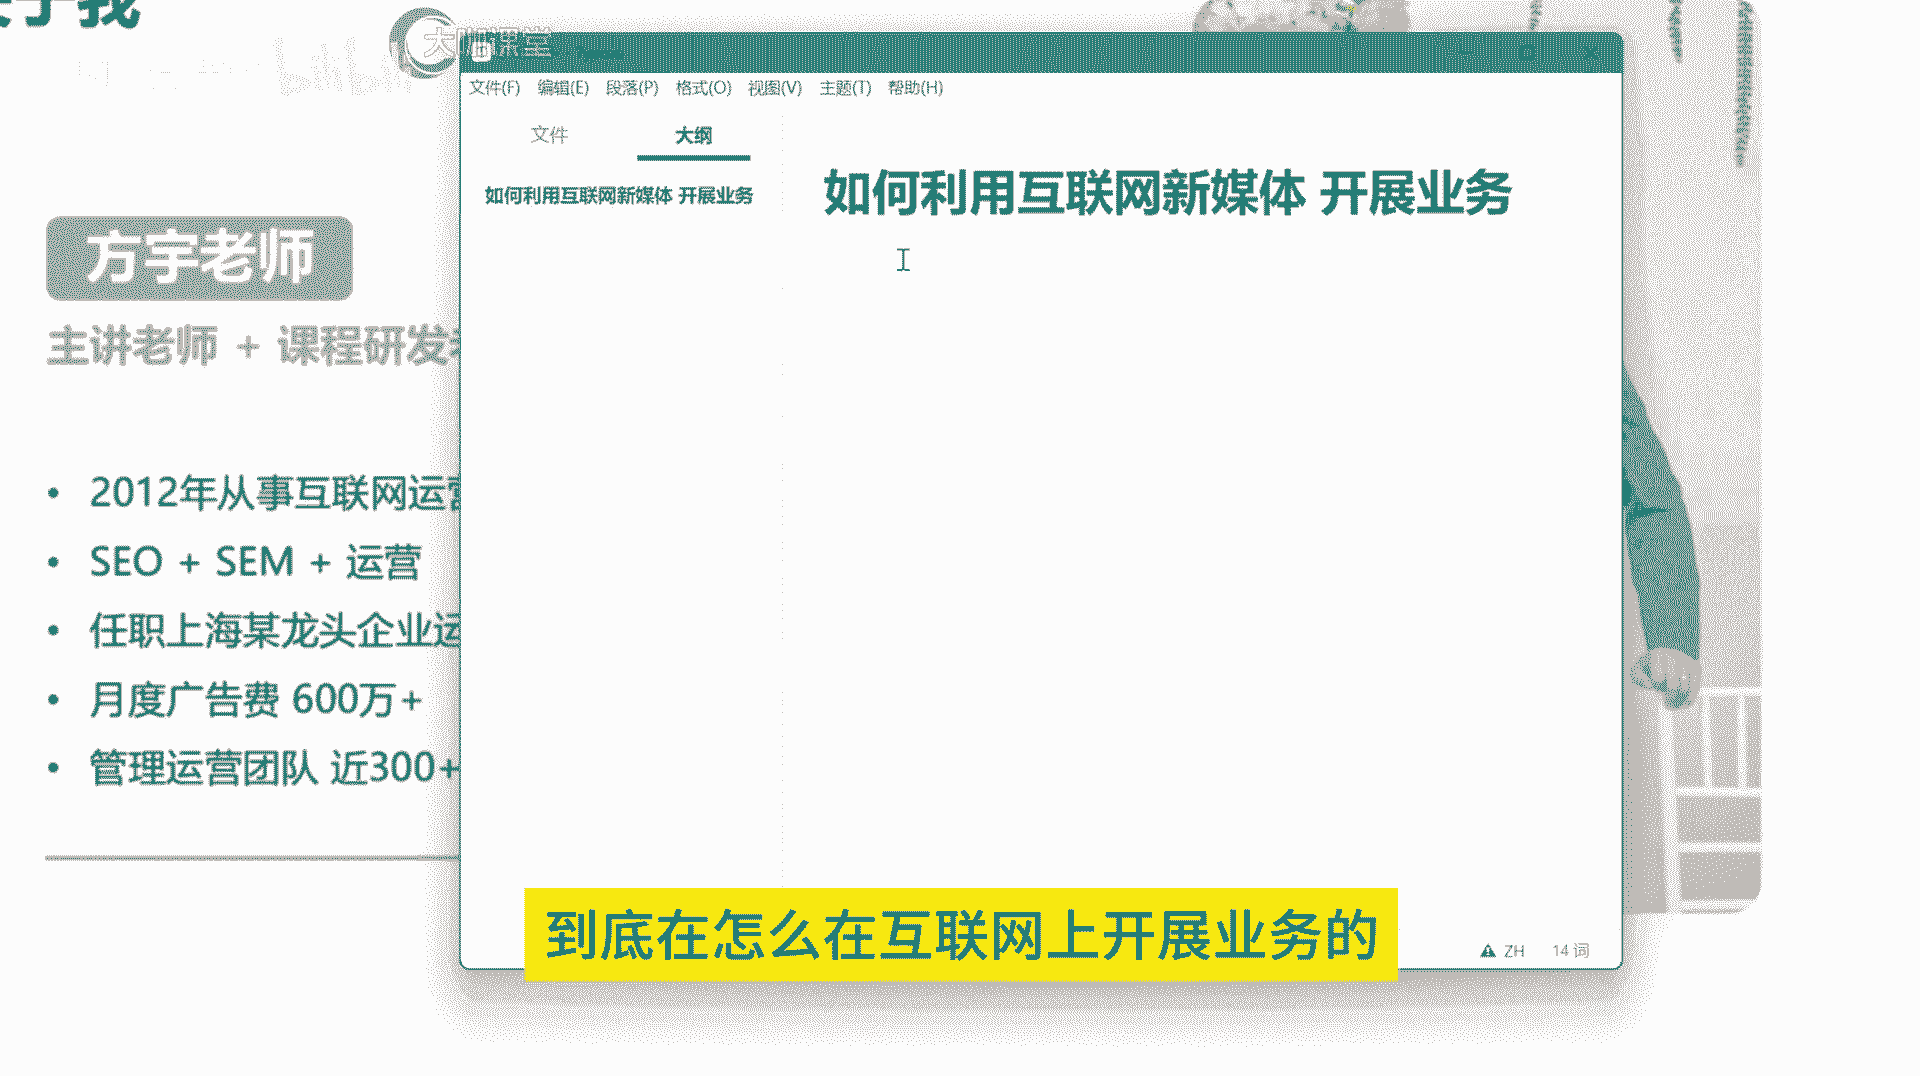 关于我
bilibili
大鹏课堂
文件(F) 编辑(E) 段落(P) 格式(O) 视图(V) 主题(T) 帮助(H)
文件 大纲
如何利用互联网新媒体 开展业务
如何利用互联网新媒体 开展业务
方宇老师
主讲老师 + 课程研发
2012年从事互联网运营
SEO + SEM + 运营
任职上海某龙头企业运
月度广告费 600万+
管理运营团队 近300+
到底在怎么在互联网上开展业务的
ZH 14 词